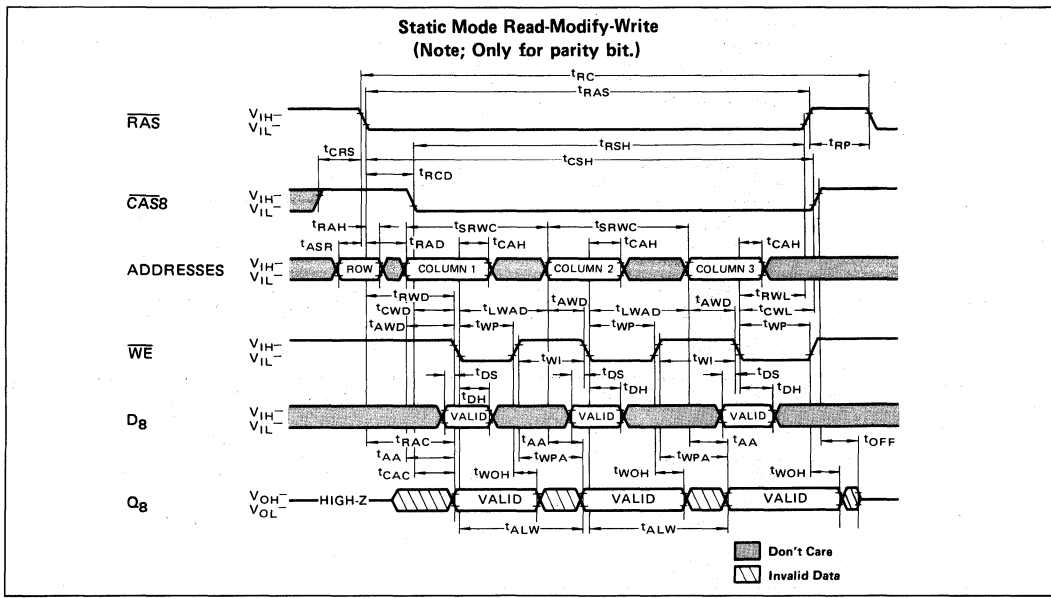 Static Mode Read-Modify-Write
(Note; Only for parity bit.)
tRC
tRAS
RAS
VIH–
VIL–
tRP
tRSH
tCRS
tCSH
tRCD
CAS8
VIH–
VIL–
tRAH
tSRWC
tSRWC
tASR
tRAD
tCAH
tCAH
tCAH
ADDRESSES
VIH–
VIL–
ROW
COLUMN 1
COLUMN 2
COLUMN 3
tRWD
tRWL
tCWD
tLWAD
tAWD
tLWAD
tAWD
tCWL
tAWD
tWP
tWP
tWP
WE
VIH–
VIL–
tWI
tWI
tDS
tDS
tDS
tDH
tDH
tDH
D8
VIH–
VIL–
VALID
VALID
VALID
tRAC
tAA
tAA
tOFF
tAA
tWPA
tWPA
tCAC
tWOH
tWOH
tWOH
Q8
VOH–
VOL–
HIGH-Z
VALID
VALID
VALID
tALW
tALW
Don't Care
Invalid Data